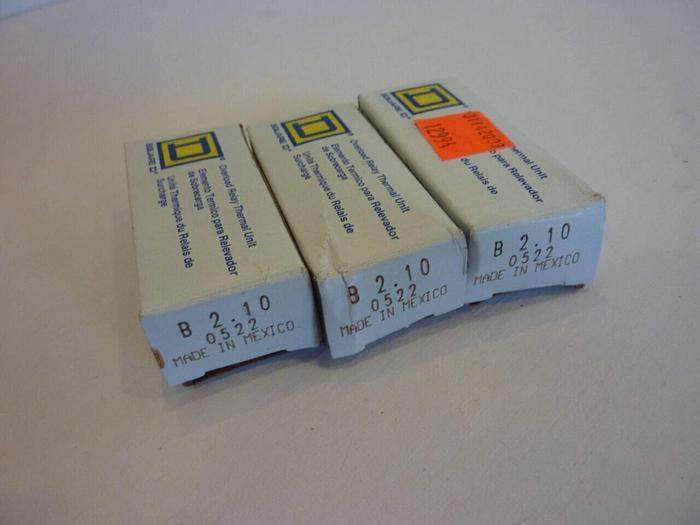 SQUARE D
Overload Relay Thermal Unit
Elemento Termico para Relevador
de Sobrecarga
Unité Thermique du Relais de
Surcharge
B 2.10
0522
MADE IN MEXICO
SQUARE D
Overload Relay Thermal Unit
Elemento Termico para Relevador
de Sobrecarga
Unité Thermique du Relais de
Surcharge
B 2.10
0522
MADE IN MEXICO
SQUARE D
Thermal Unit
para Relevador
du Relais de
12994
B 2.10
0522
MADE IN MEXICO